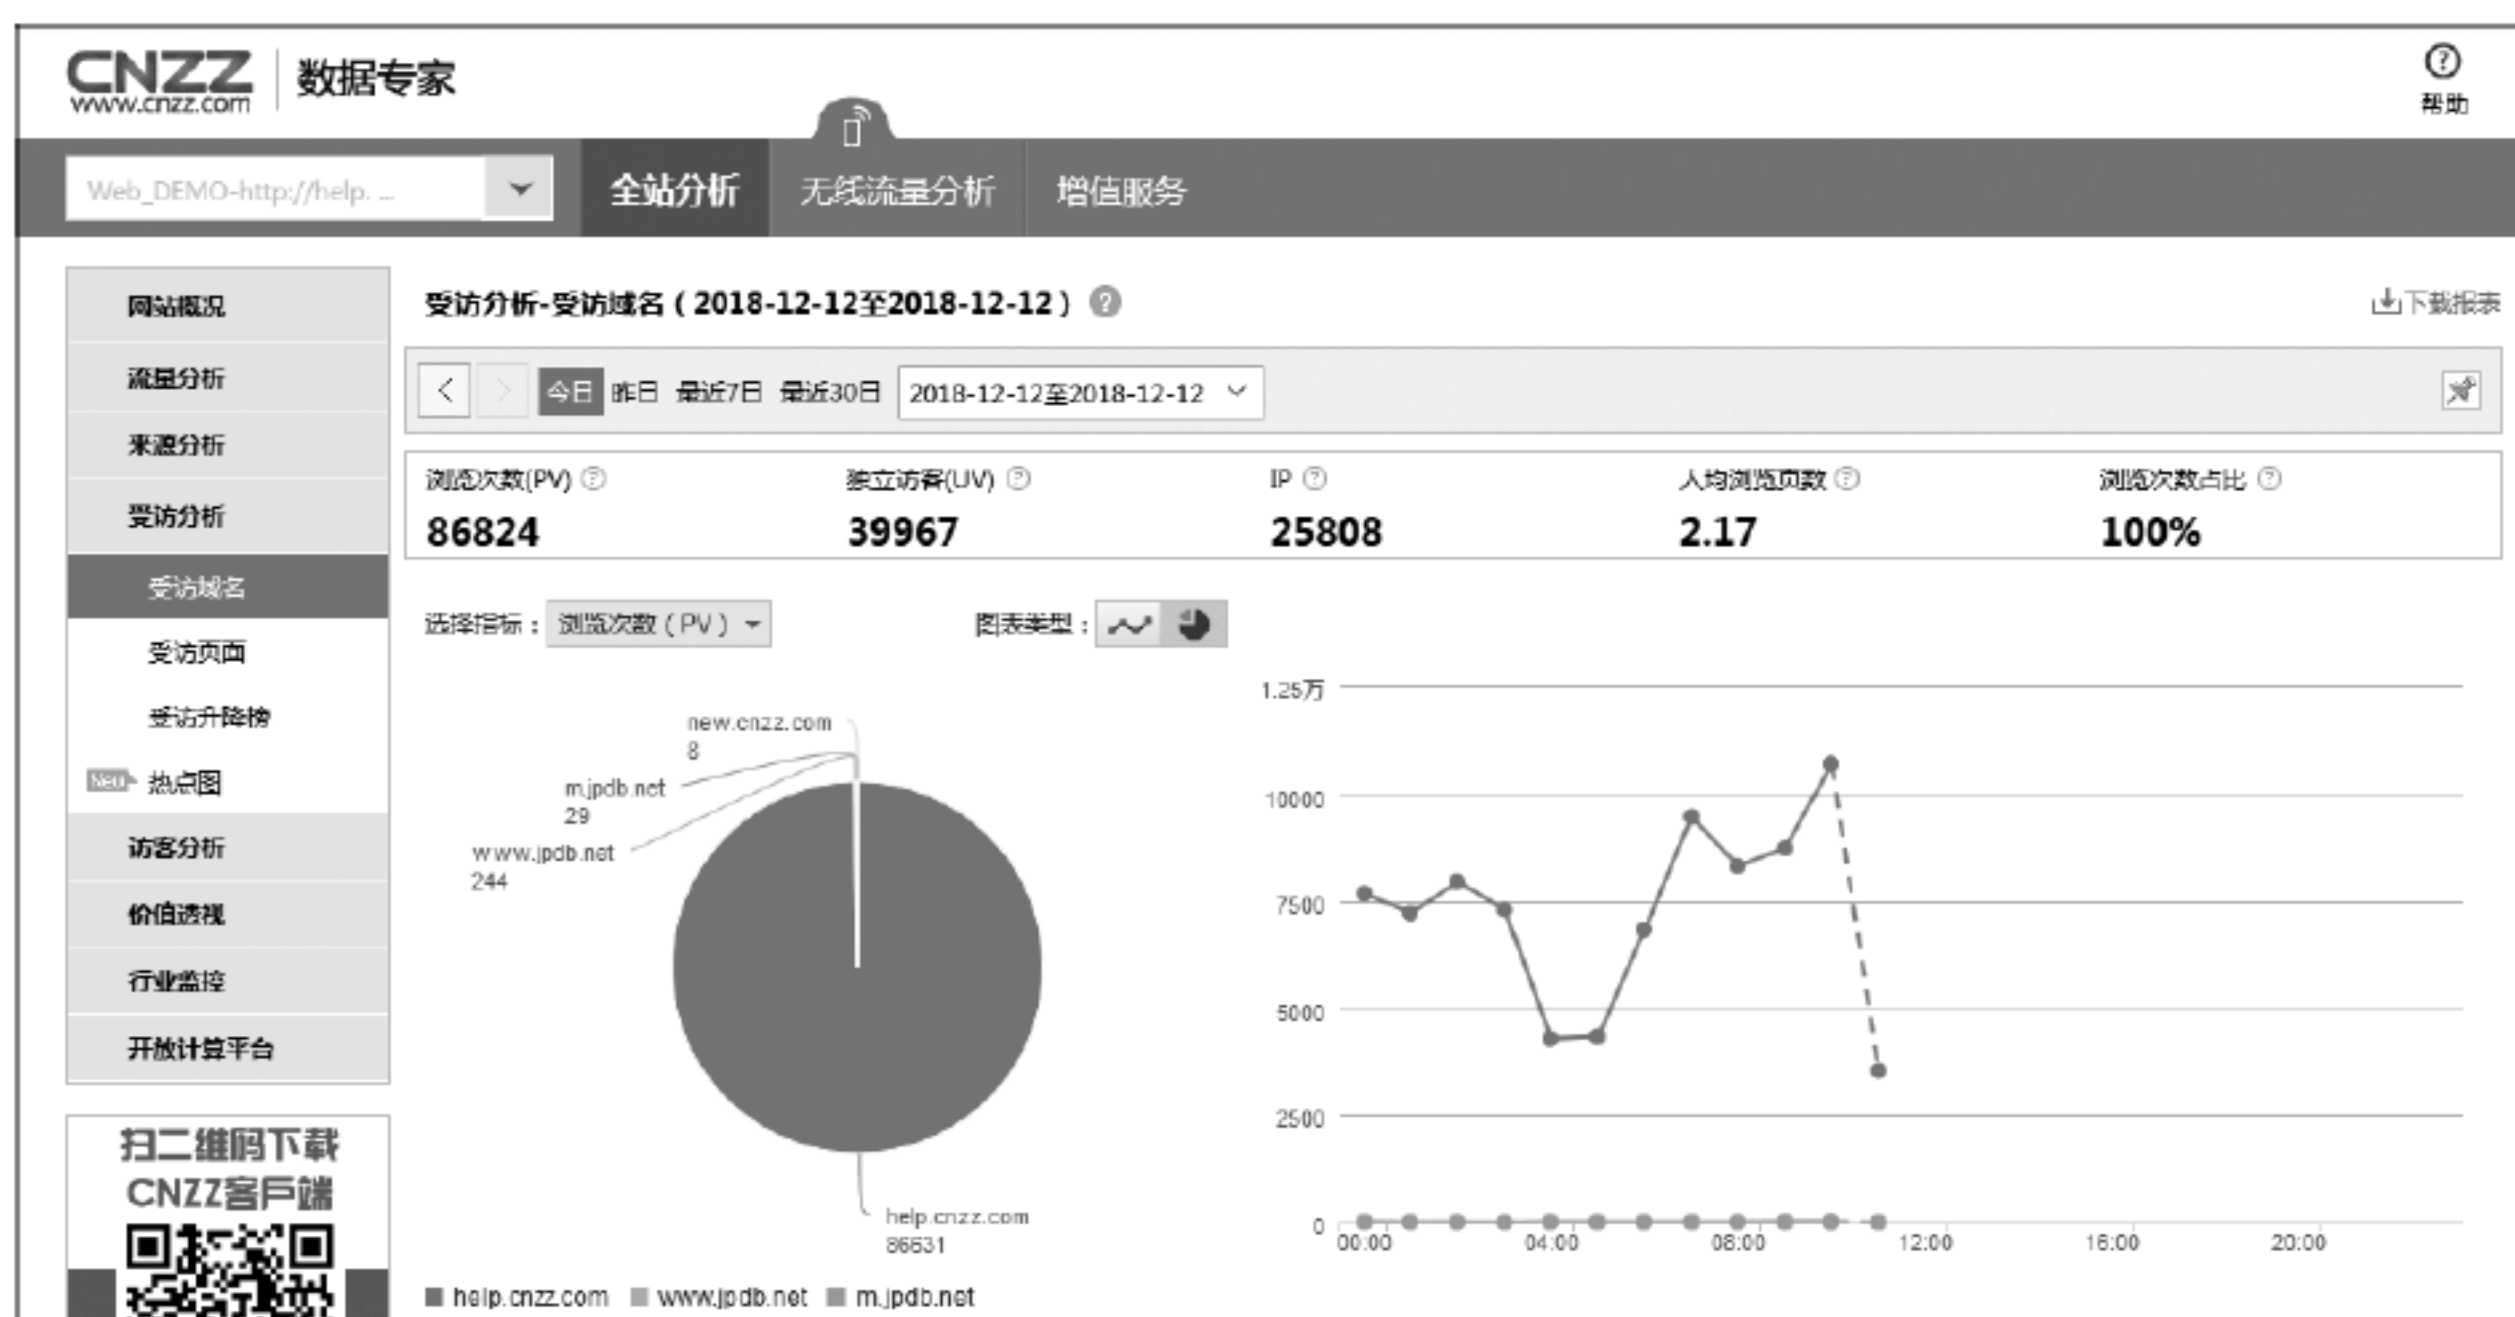 CNZZ 数据专家
www.cnzz.com
帮助
Web_DEMO-http://help. ...
全站分析 无线流量分析 增值服务
网站概况
流量分析
来源分析
受访分析
受访域名
受访页面
受访升降榜
New 热点图
访客分析
价值透视
行业监控
开放计算平台
扫二维码下载
CNZZ客戶端
受访分析-受访域名(2018-12-12至2018-12-12) ?
下载报表
今日 昨日 最近7日 最近30日 2018-12-12至2018-12-12
浏览次数(PV) ? 独立访客(UV) ? IP ? 人均浏览页数 ? 浏览次数占比 ?
86824 39967 25808 2.17 100%
选择指标: 浏览次数(PV) 图表类型:
new.cnzz.com
8
m.jpdb.net
29
www.jpdb.net
244
help.cnzz.com
86631
help.cnzz.com www.jpdb.net m.jpdb.net
1.25万
10000
7500
5000
2500
0
00:00 04:00 08:00 12:00 16:00 20:00